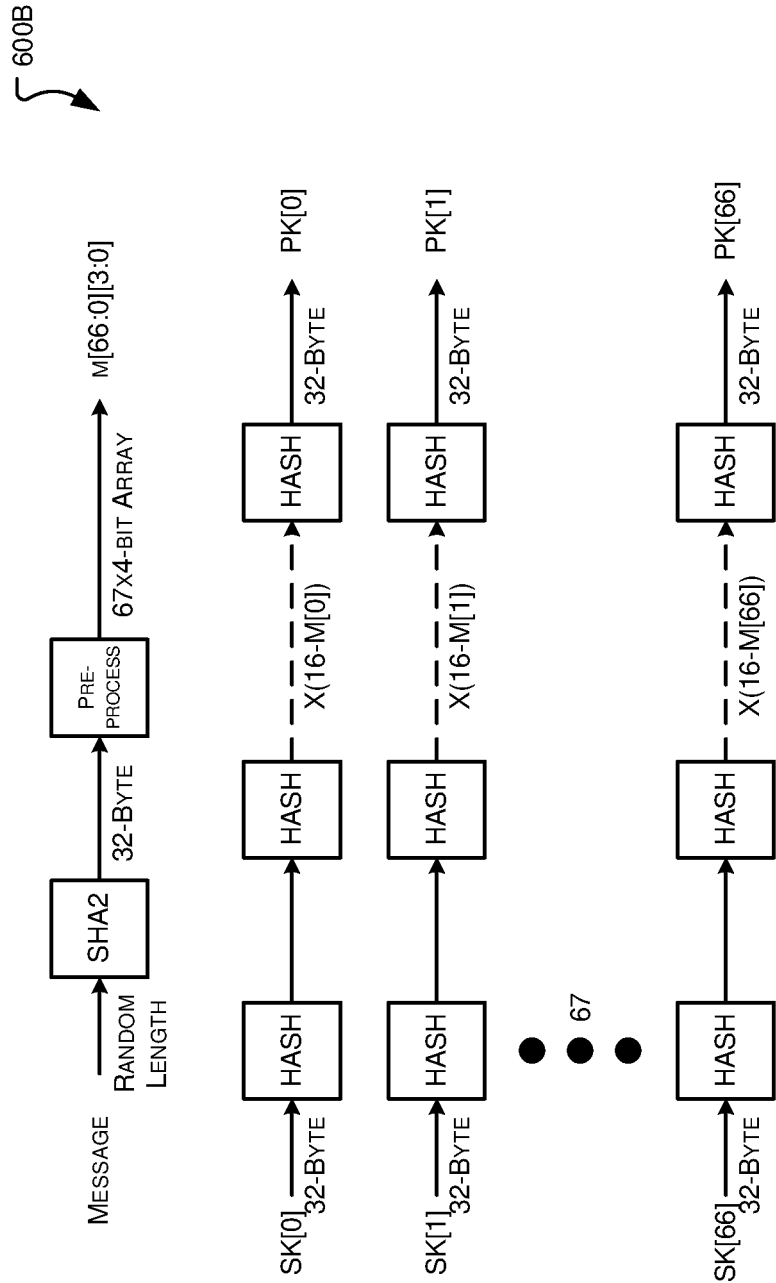 600B
MESSAGE
RANDOM
LENGTH
SHA2
32-BYTE
PRE-
PROCESS
67X4-BIT ARRAY
M[66:0][3:0]
SK[0]
32-BYTE
HASH
HASH
X(16-M[0])
HASH
32-BYTE
PK[0]
SK[1]
32-BYTE
HASH
HASH
X(16-M[1])
HASH
32-BYTE
PK[1]
67
SK[66]
32-BYTE
HASH
HASH
X(16-M[66])
HASH
32-BYTE
PK[66]